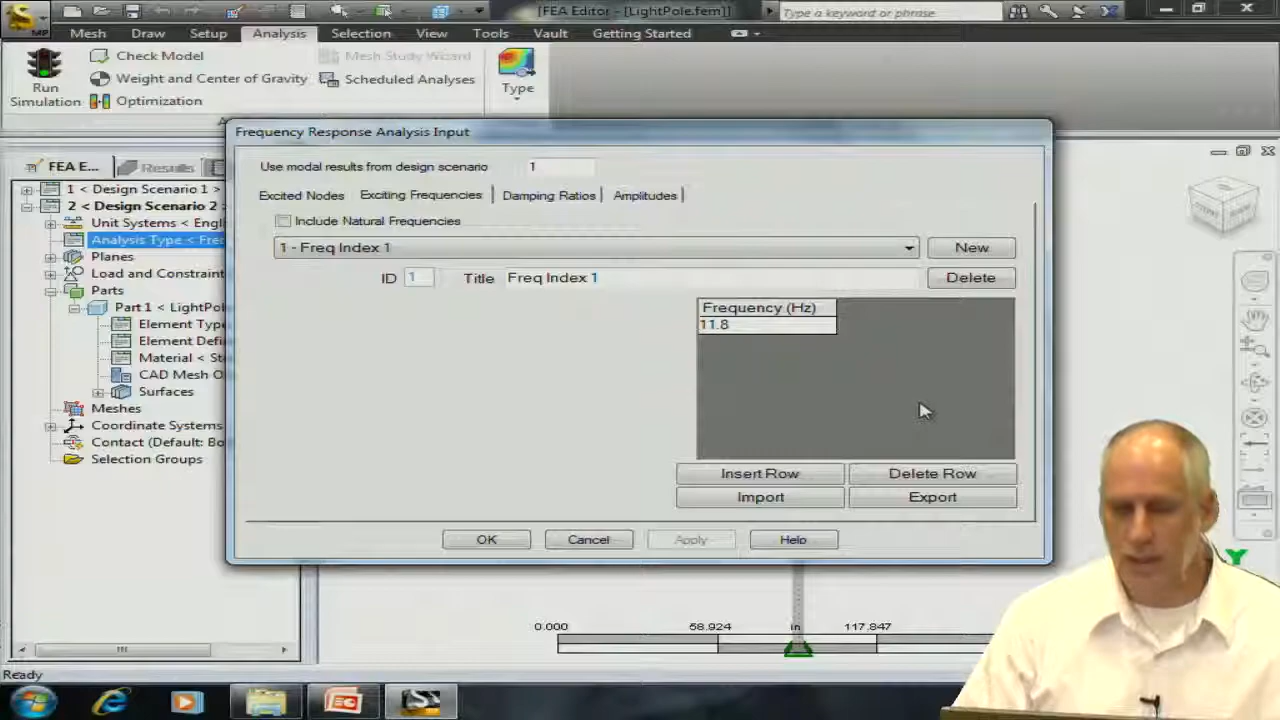 [FEA Editor - [LightPole.fem]]
Type a keyword or phrase
Mesh Draw Setup Analysis Selection View Tools Vault Getting Started
Run
Simulation
Check Model
Weight and Center of Gravity
Optimization
Mesh Study Wizard
Scheduled Analyses
Type
FEA E... Results
1 < Design Scenario 1 >
2 < Design Scenario 2
Unit Systems < Engl
Analysis Type < Fre
Planes
Load and Constraint
Parts
Part 1 < LightPol
Element Typ
Element Defi
Material < St
CAD Mesh O
Surfaces
Meshes
Coordinate Systems
Contact (Default: Bo
Selection Groups
Frequency Response Analysis Input
Use modal results from design scenario 1
Excited Nodes Exciting Frequencies Damping Ratios Amplitudes
Include Natural Frequencies
1 - Freq Index 1 New
ID 1 Title Freq Index 1 Delete
Frequency (Hz)
11.8
Insert Row Delete Row
Import Export
OK Cancel Apply Help
0.000 58.924 in 117.847
Y
Ready